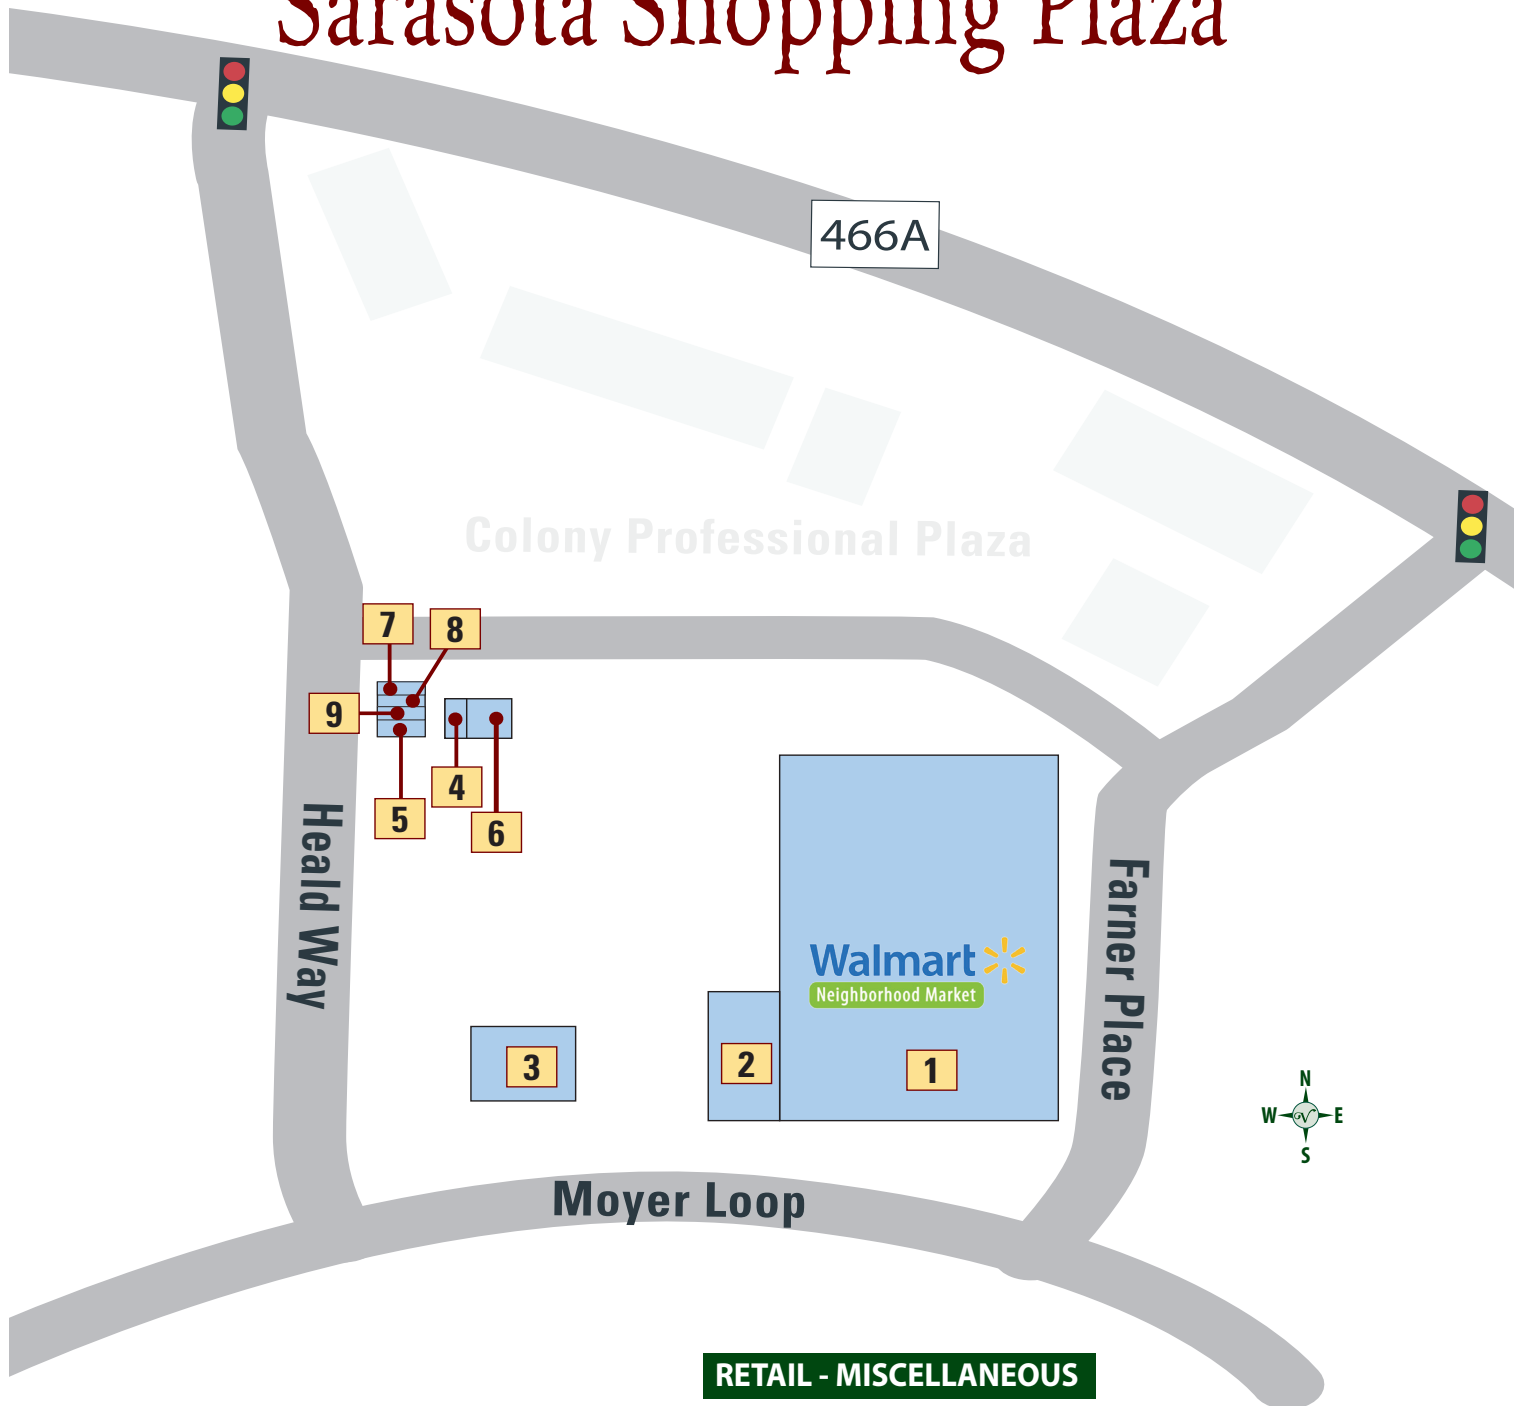 Sarasota Shopping Plaza
466A
Colony Professional Plaza
7
8
9
4
5
6
Heald Way
Farner Place
Walmart
Neighborhood Market
3
2
1
N
W
V
E
S
Moyer Loop
RETAIL - MISCELLANEOUS